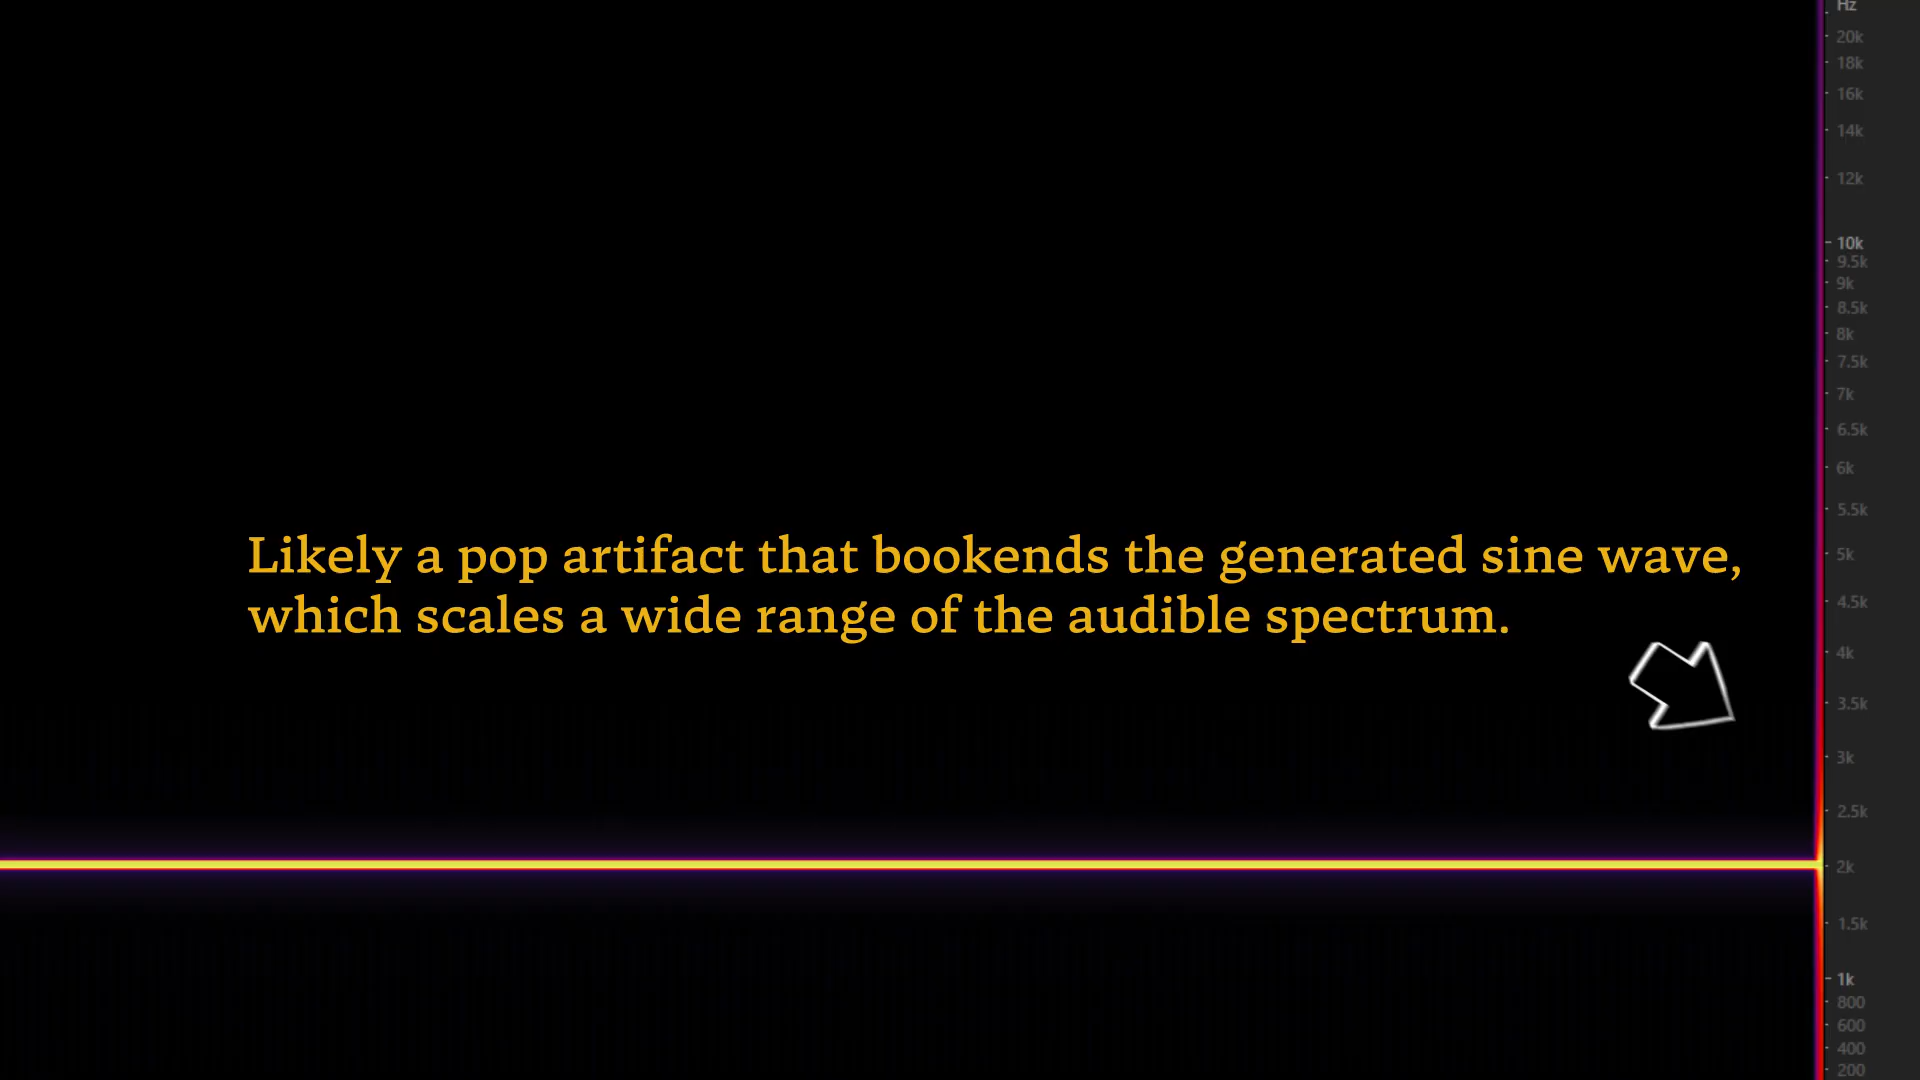 Hz
20k
18k
16k
14k
12k
10k
9.5k
9k
8.5k
8k
7.5k
7k
6.5k
6k
5.5k
Likely a pop artifact that bookends the generated sine wave,
which scales a wide range of the audible spectrum.
5k
4.5k
4k
3.5k
3k
2.5k
2k
1.5k
1k
800
600
400
200